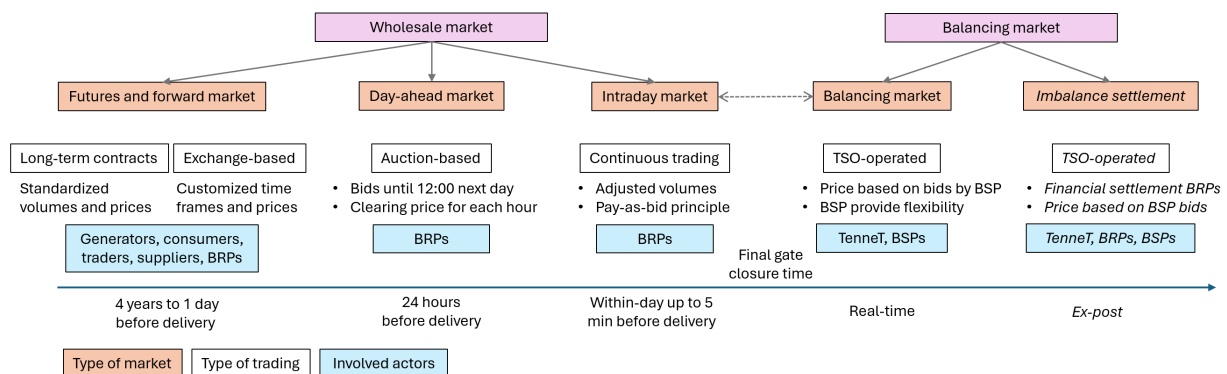 Wholesale market
Balancing market
Futures and forward market
Day-ahead market
Intraday market
Balancing market
Imbalance settlement
Long-term contracts
Exchange-based
Auction-based
Continuous trading
TSO-operated
TSO-operated
Standardized
volumes and prices
Customized time
frames and prices
• Bids until 12:00 next day
• Clearing price for each hour
• Adjusted volumes
• Pay-as-bid principle
• Price based on bids by BSP
• BSP provide flexibility
• Financial settlement BRPs
• Price based on BSP bids
Generators, consumers,
traders, suppliers, BRPs
BRPs
BRPs
TenneT, BSPs
TenneT, BRPs, BSPs
Final gate
closure time
4 years to 1 day
before delivery
24 hours
before delivery
Within-day up to 5
min before delivery
Real-time
Ex-post
Type of market
Type of trading
Involved actors